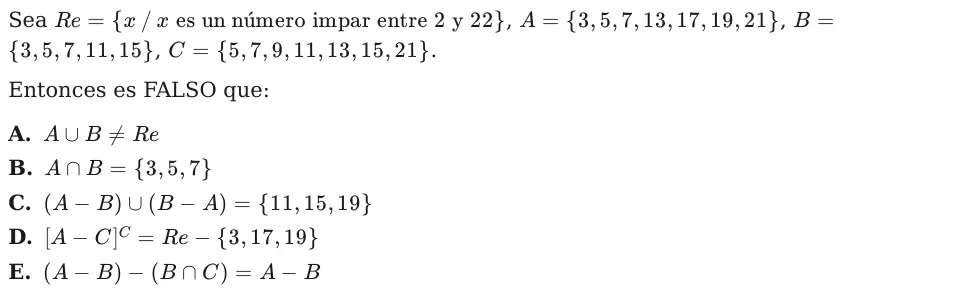 Sea Re = {x / x es un número impar entre 2 y 22}, A = {3, 5, 7, 13, 17, 19, 21}, B =
{3, 5, 7, 11, 15}, C = {5, 7, 9, 11, 13, 15, 21}.
Entonces es FALSO que:
A. A ∪ B ≠ Re
B. A ∩ B = {3, 5, 7}
C. (A − B) ∪ (B − A) = {11, 15, 19}
D. [A − C]^C = Re − {3, 17, 19}
E. (A − B) − (B ∩ C) = A − B